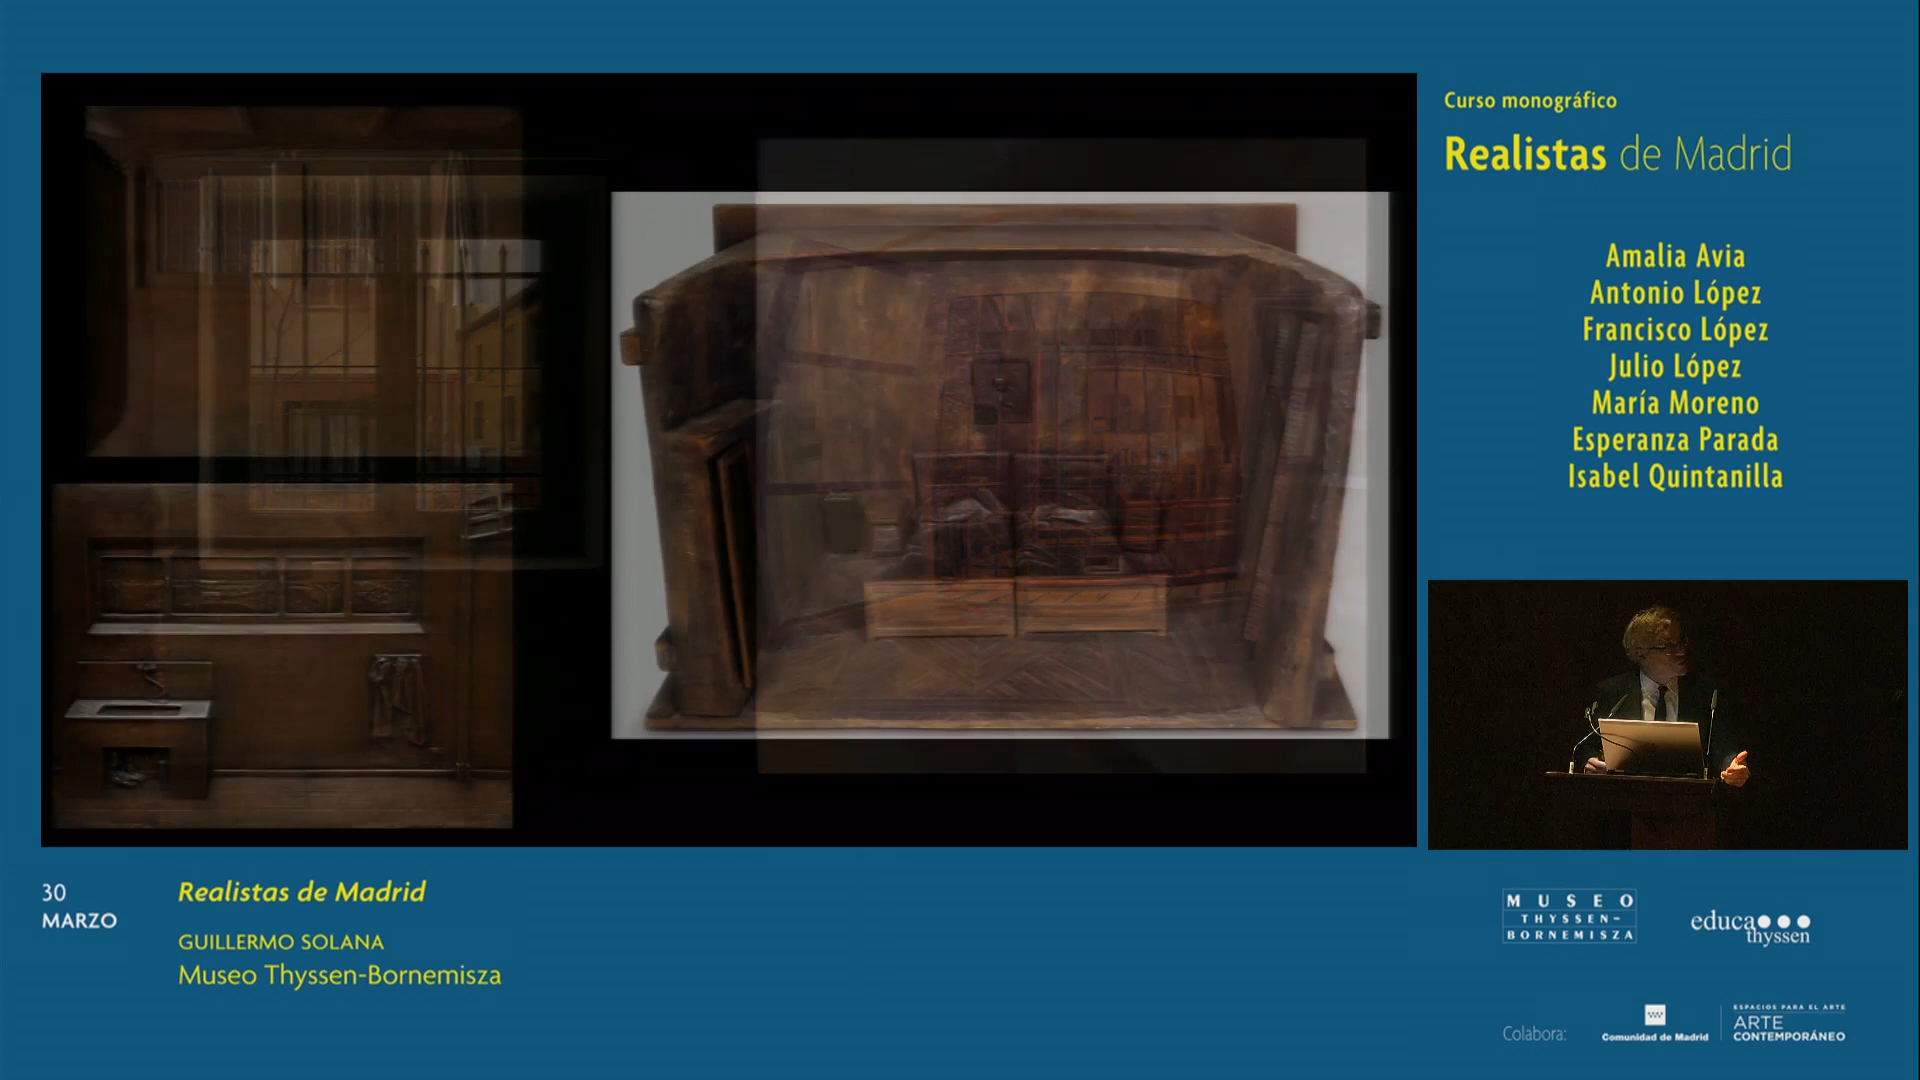 Curso monográfico
Realistas de Madrid
Amalia Avia
Antonio López
Francisco López
Julio López
María Moreno
Esperanza Parada
Isabel Quintanilla
30
MARZO
Realistas de Madrid
GUILLERMO SOLANA
Museo Thyssen-Bornemisza
MUSEO
THYSSEN-
BORNEMISZA
educa
thyssen
Colabora:
Comunidad de Madrid
ESPACIOS PARA EL ARTE
ARTE
CONTEMPORÁNEO